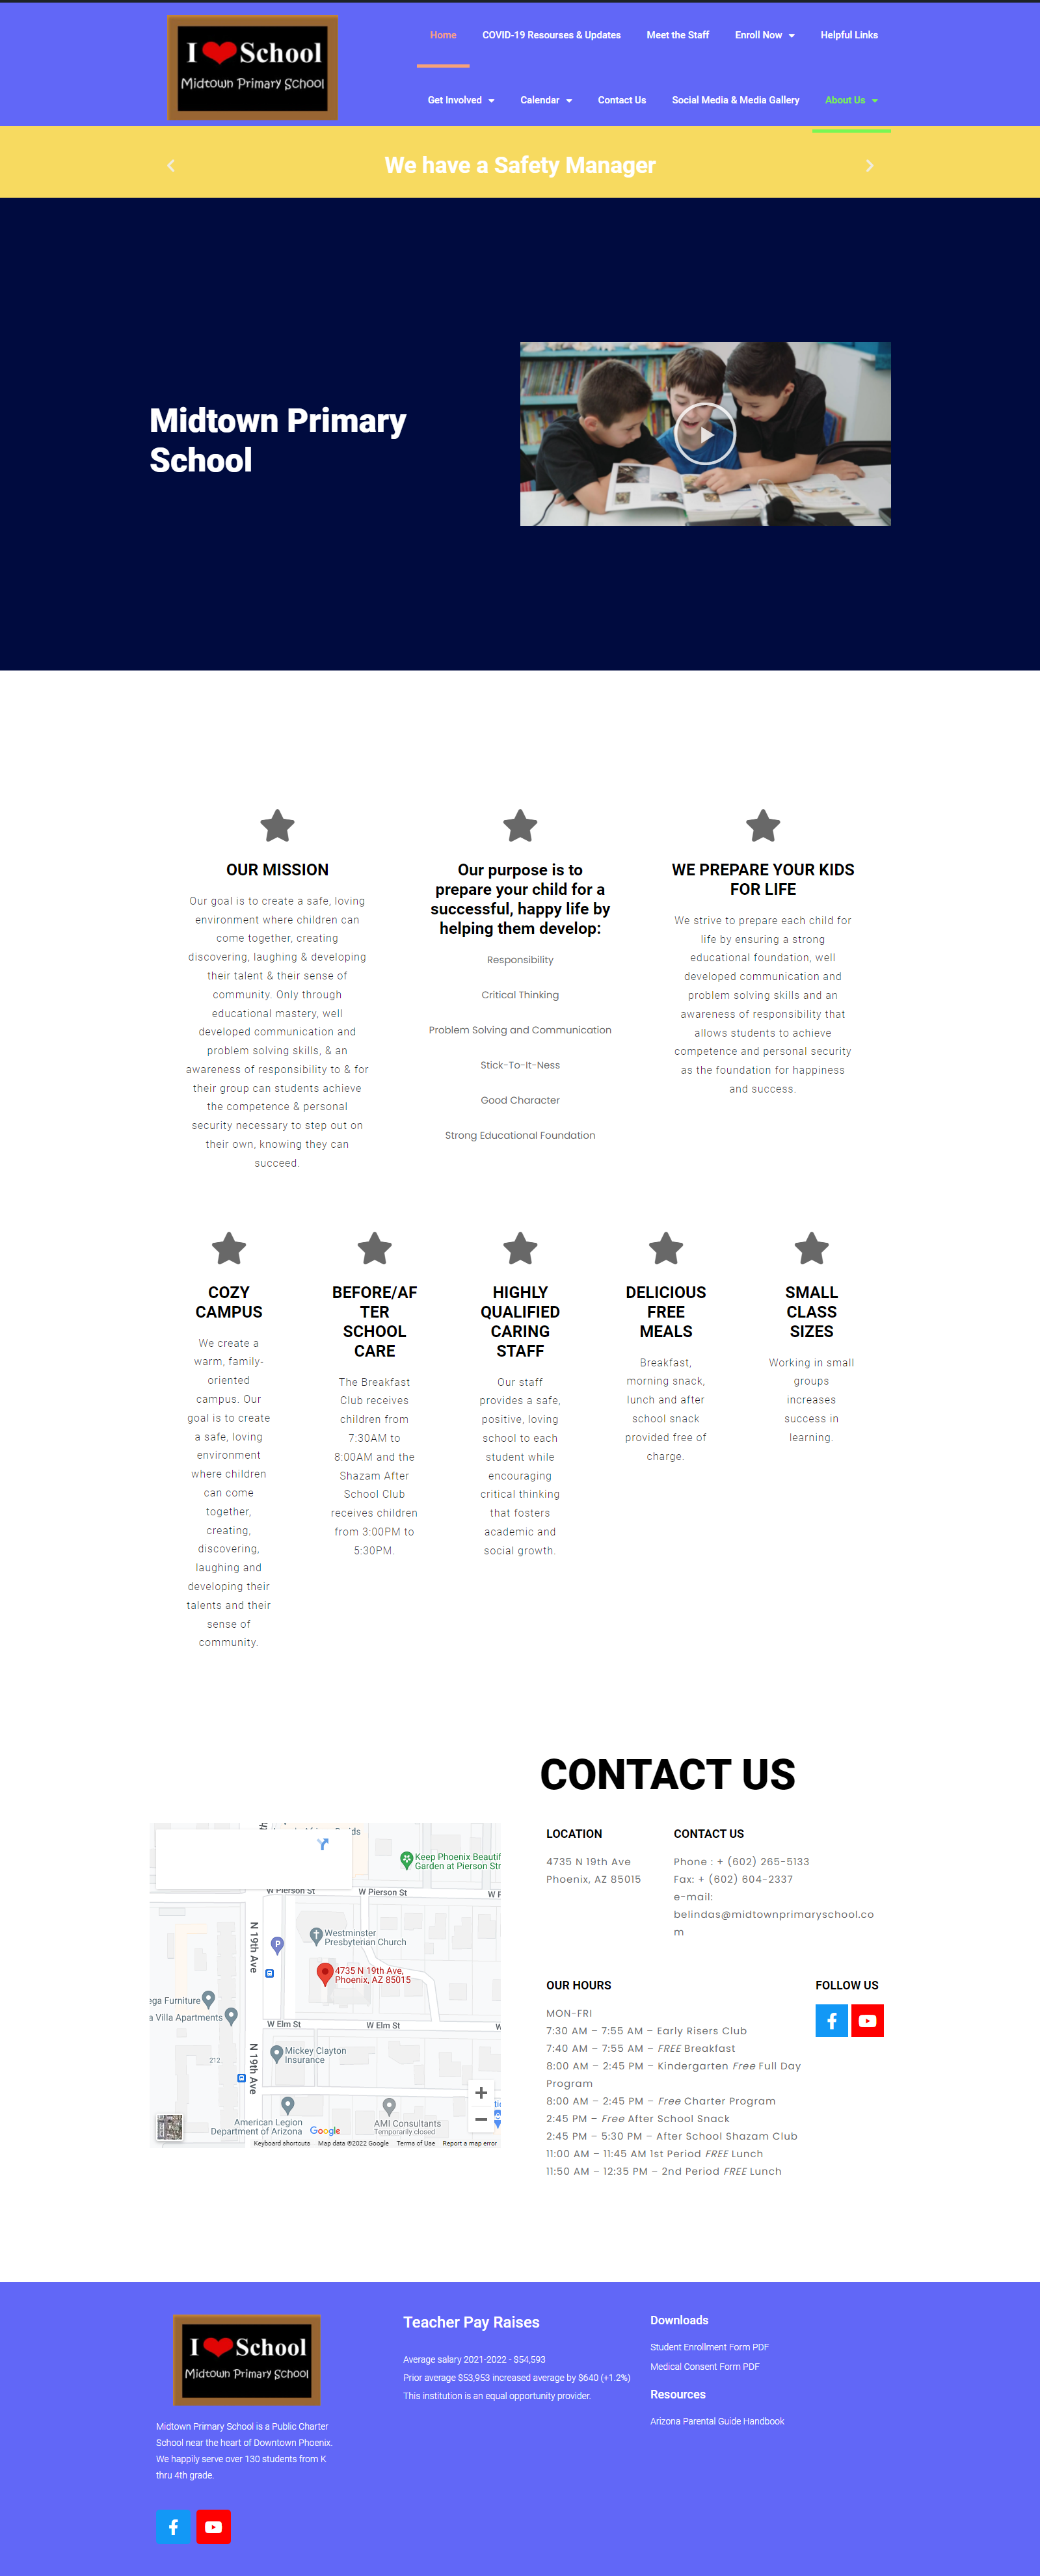 I ❤ School
Midtown Primary School
Home
COVID-19 Resourses & Updates
Meet the Staff
Enroll Now
Helpful Links
Get Involved
Calendar
Contact Us
Social Media & Media Gallery
About Us
We have a Safety Manager
Midtown Primary
School
OUR MISSION
Our goal is to create a safe, loving
environment where children can
come together, creating
discovering, laughing & developing
their talent & their sense of
community. Only through
educational mastery, well
developed communication and
problem solving skills, & an
awareness of responsibility to & for
their group can students achieve
the competence & personal
security necessary to step out on
their own, knowing they can
succeed.
Our purpose is to
prepare your child for a
successful, happy life by
helping them develop:
Responsibility
Critical Thinking
Problem Solving and Communication
Stick-To-It-Ness
Good Character
Strong Educational Foundation
WE PREPARE YOUR KIDS
FOR LIFE
We strive to prepare each child for
life by ensuring a strong
educational foundation, well
developed communication and
problem solving skills and an
awareness of responsibility that
allows students to achieve
competence and personal security
as the foundation for happiness
and success.
COZY
CAMPUS
We create a
warm, family-
oriented
campus. Our
goal is to create
a safe, loving
environment
where children
can come
together,
creating,
discovering,
laughing and
developing their
talents and their
sense of
community.
BEFORE/AF
TER
SCHOOL
CARE
The Breakfast
Club receives
children from
7:30AM to
8:00AM and the
Shazam After
School Club
receives children
from 3:00PM to
5:30PM.
HIGHLY
QUALIFIED
CARING
STAFF
Our staff
provides a safe,
positive, loving
school to each
student while
encouraging
critical thinking
that fosters
academic and
social growth.
DELICIOUS
FREE
MEALS
Breakfast,
morning snack,
lunch and after
school snack
provided free of
charge.
SMALL
CLASS
SIZES
Working in small
groups
increases
success in
learning.
CONTACT US
Keep Phoenix Beautif
Garden at Pierson Str
W Pierson St
W Pierson St
W P
N 19th Ave
P
Westminster
Presbyterian Church
4735 N 19th Ave,
Phoenix, AZ 85015
ega Furniture
a Villa Apartments
W Elm St
W Elm St
W
212
N 19th Ave
Mickey Clayton
Insurance
American Legion
Department of Arizona
AMI Consultants
Temporarily closed
Google
Keyboard shortcuts
Map data ©2022 Google
Terms of Use
Report a map error
LOCATION
4735 N 19th Ave
Phoenix, AZ 85015
CONTACT US
Phone : + (602) 265-5133
Fax: + (602) 604-2337
e-mail:
belindas@midtownprimaryschool.co
m
OUR HOURS
MON-FRI
7:30 AM – 7:55 AM – Early Risers Club
7:40 AM – 7:55 AM – FREE Breakfast
8:00 AM – 2:45 PM – Kindergarten Free Full Day
Program
8:00 AM – 2:45 PM – Free Charter Program
2:45 PM – Free After School Snack
2:45 PM – 5:30 PM – After School Shazam Club
11:00 AM – 11:45 AM 1st Period FREE Lunch
11:50 AM – 12:35 PM – 2nd Period FREE Lunch
FOLLOW US
I ❤ School
Midtown Primary School
Midtown Primary School is a Public Charter
School near the heart of Downtown Phoenix.
We happily serve over 130 students from K
thru 4th grade.
Teacher Pay Raises
Average salary 2021-2022 - $54,593
Prior average $53,953 increased average by $640 (+1.2%)
This institution is an equal opportunity provider.
Downloads
Student Enrollment Form PDF
Medical Consent Form PDF
Resources
Arizona Parental Guide Handbook